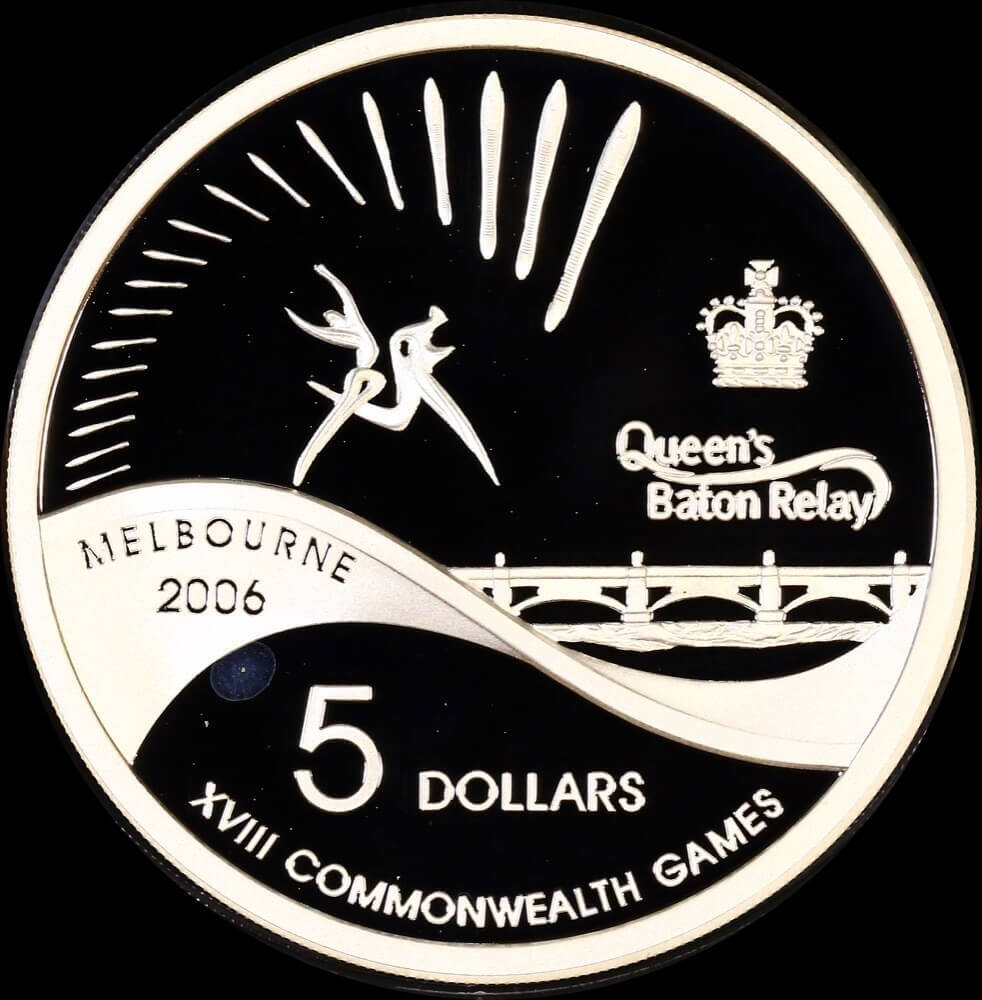 Queen's
Baton Relay
MELBOURNE
2006
5 DOLLARS
XVIII COMMONWEALTH GAMES